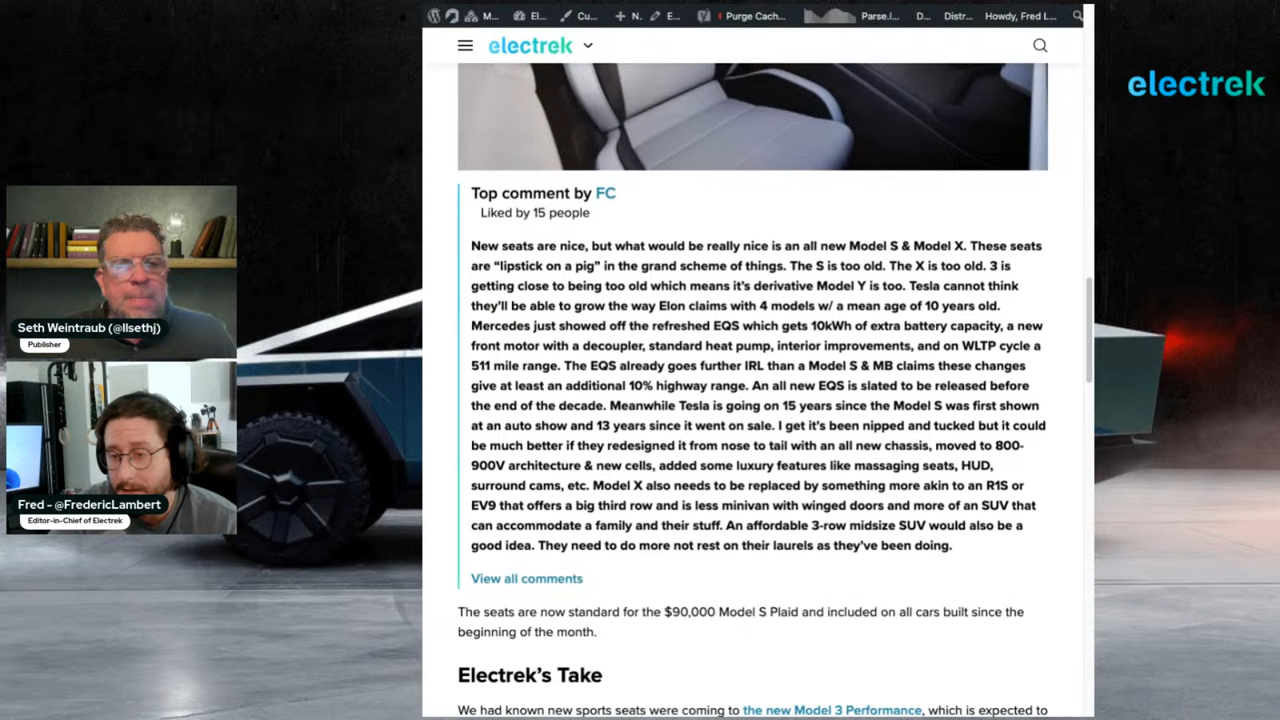 M...
El...
Cu...
N.
E...
Purge Cach...
Parse.l...
D...
Distr...
Howdy, Fred L...
electrek
electrek
Top comment by FC
Liked by 15 people
New seats are nice, but what would be really nice is an all new Model S & Model X. These seats
are “lipstick on a pig” in the grand scheme of things. The S is too old. The X is too old. 3 is
getting close to being too old which means it’s derivative Model Y is too. Tesla cannot think
they’ll be able to grow the way Elon claims with 4 models w/ a mean age of 10 years old.
Mercedes just showed off the refreshed EQS which gets 10kWh of extra battery capacity, a new
front motor with a decoupler, standard heat pump, interior improvements, and on WLTP cycle a
511 mile range. The EQS already goes further IRL than a Model S & MB claims these changes
give at least an additional 10% highway range. An all new EQS is slated to be released before
the end of the decade. Meanwhile Tesla is going on 15 years since the Model S was first shown
at an auto show and 13 years since it went on sale. I get it’s been nipped and tucked but it could
be much better if they redesigned it from nose to tail with an all new chassis, moved to 800-
900V architecture & new cells, added some luxury features like massaging seats, HUD,
surround cams, etc. Model X also needs to be replaced by something more akin to an R1S or
EV9 that offers a big third row and is less minivan with winged doors and more of an SUV that
can accommodate a family and their stuff. An affordable 3-row midsize SUV would also be a
good idea. They need to do more not rest on their laurels as they’ve been doing.
View all comments
The seats are now standard for the $90,000 Model S Plaid and included on all cars built since the
beginning of the month.
Electrek’s Take
We had known new sports seats were coming to the new Model 3 Performance, which is expected to
Seth Weintraub (@llsethj)
Publisher
Fred - @FredericLambert
Editor-in-Chief of Electrek